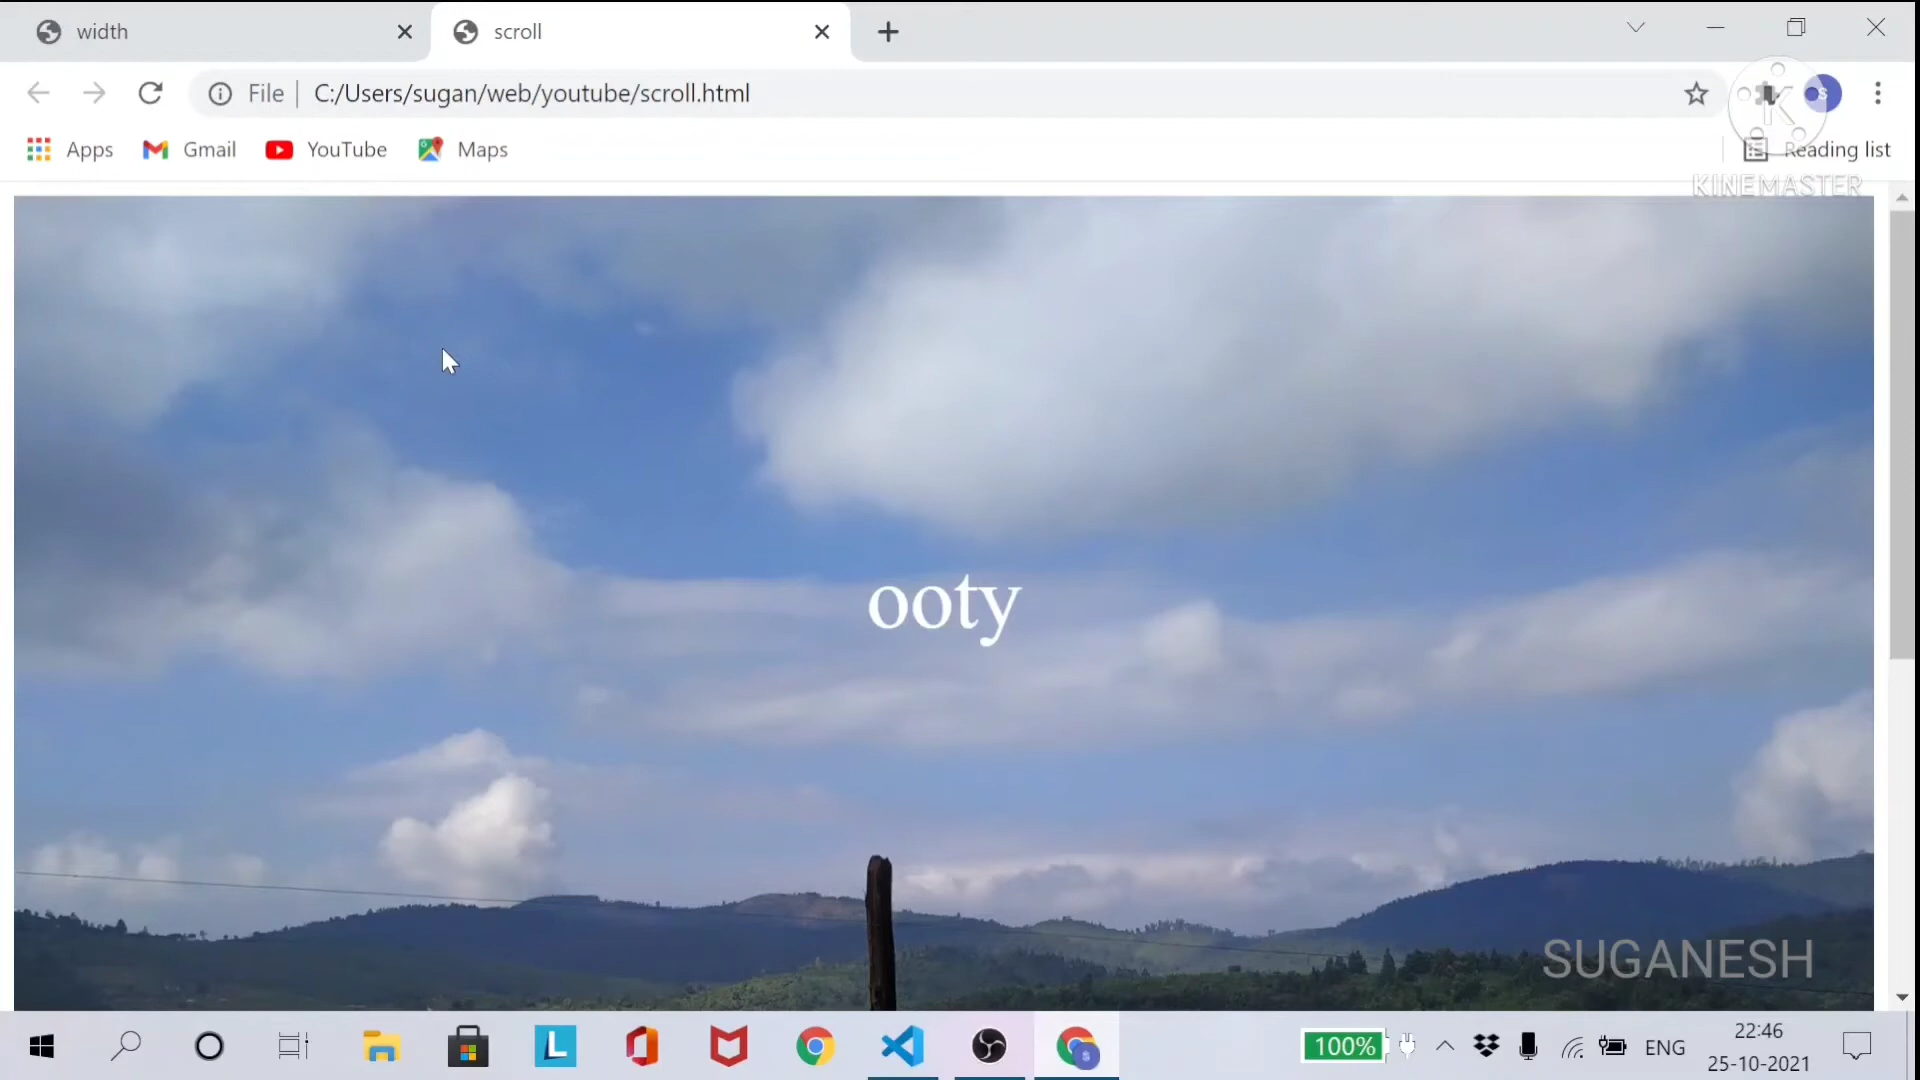 width
scroll
File
C:/Users/sugan/web/youtube/scroll.html
S
K
Apps
Gmail
YouTube
Maps
Reading list
KINEMASTER
ooty
SUGANESH
L
S
100%
ENG
22:46
25-10-2021